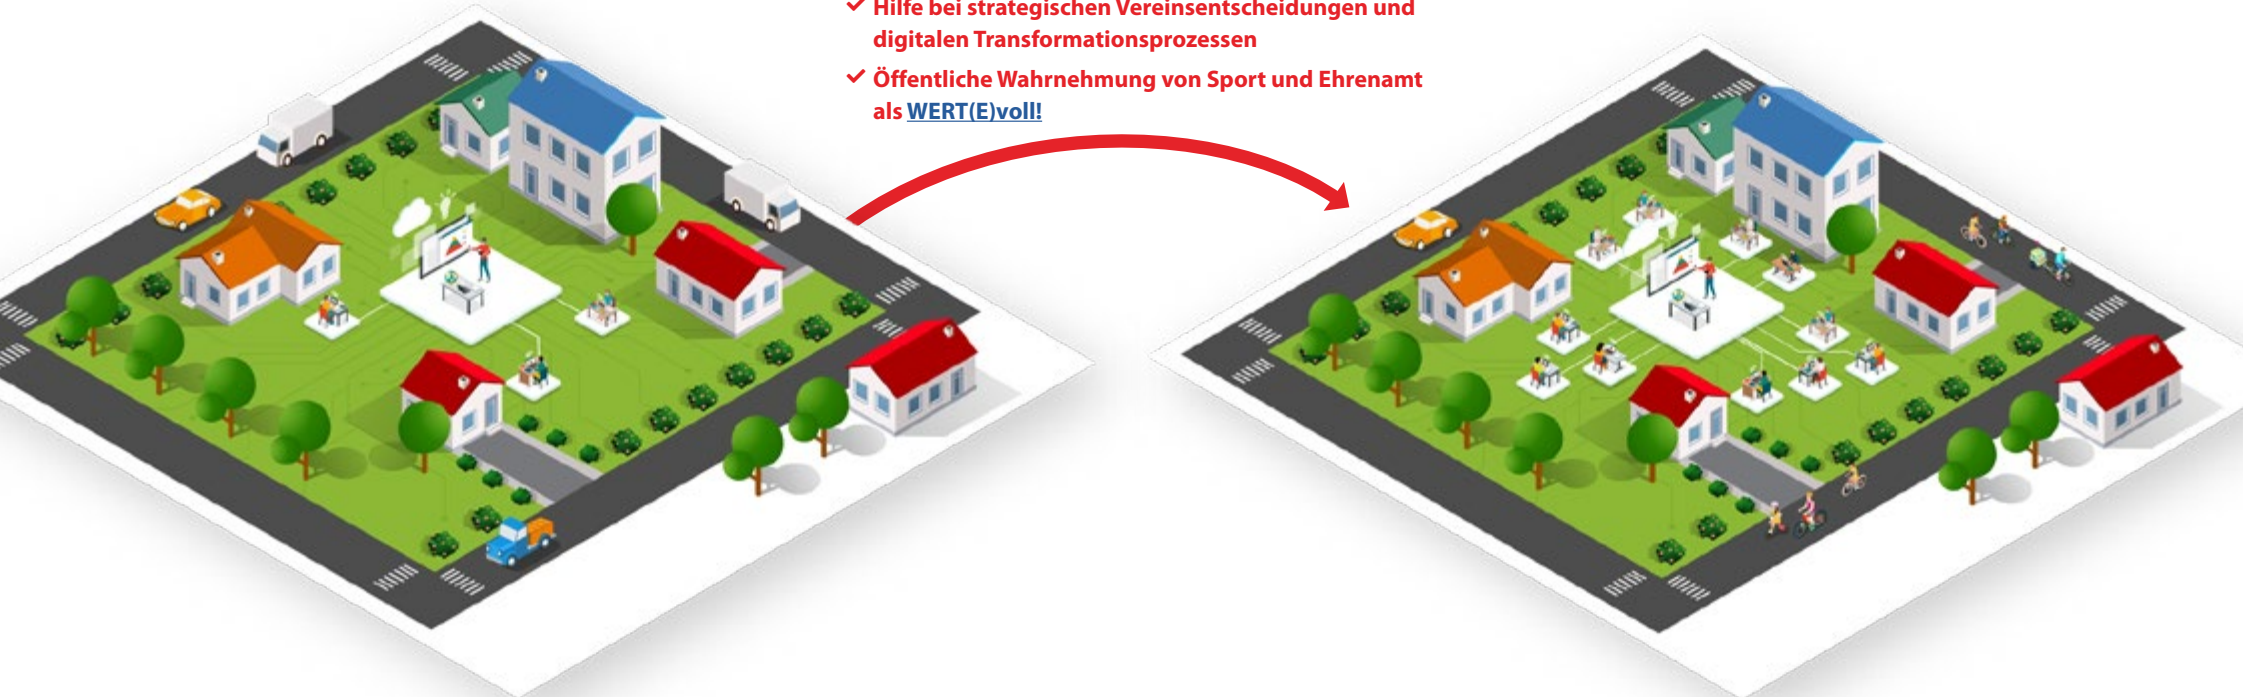 ✓ Hilfe bei strategischen Vereinsentscheidungen und
digitalen Transformationsprozessen
✓ Öffentliche Wahrnehmung von Sport und Ehrenamt
als WERT(E)voll!